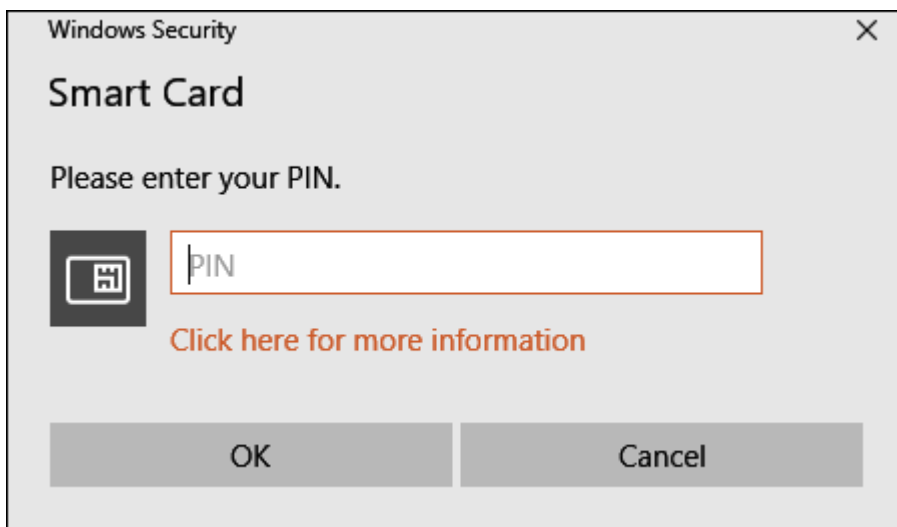 Windows Security
Smart Card
Please enter your PIN.
PIN
Click here for more information
OK
Cancel